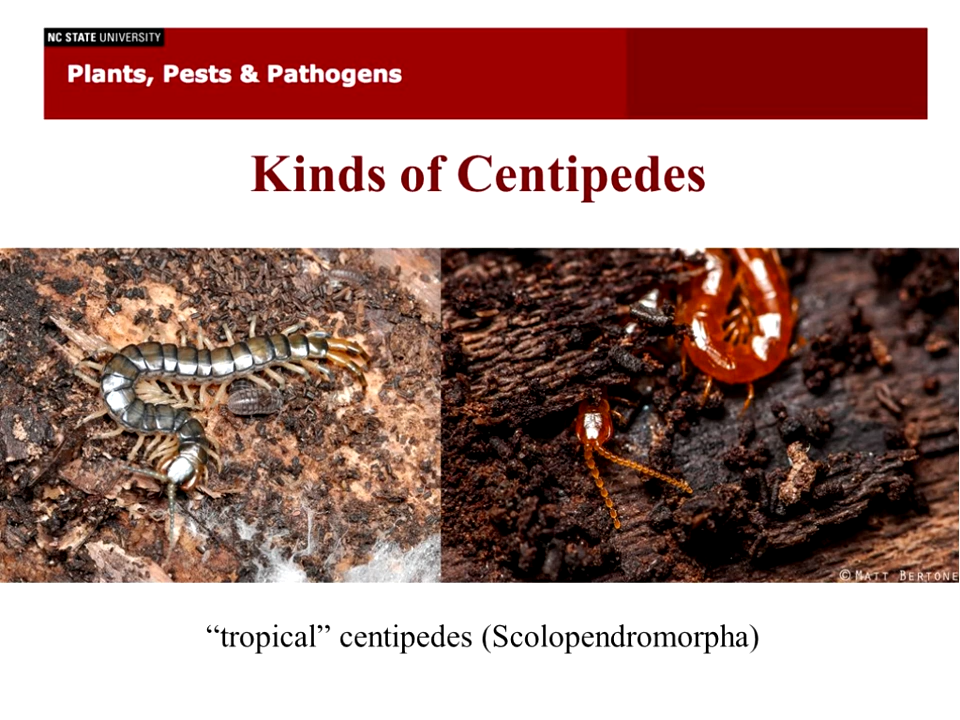 NC STATE UNIVERSITY
Plants, Pests & Pathogens
Kinds of Centipedes
© MATT BERTONE
“tropical” centipedes (Scolopendromorpha)